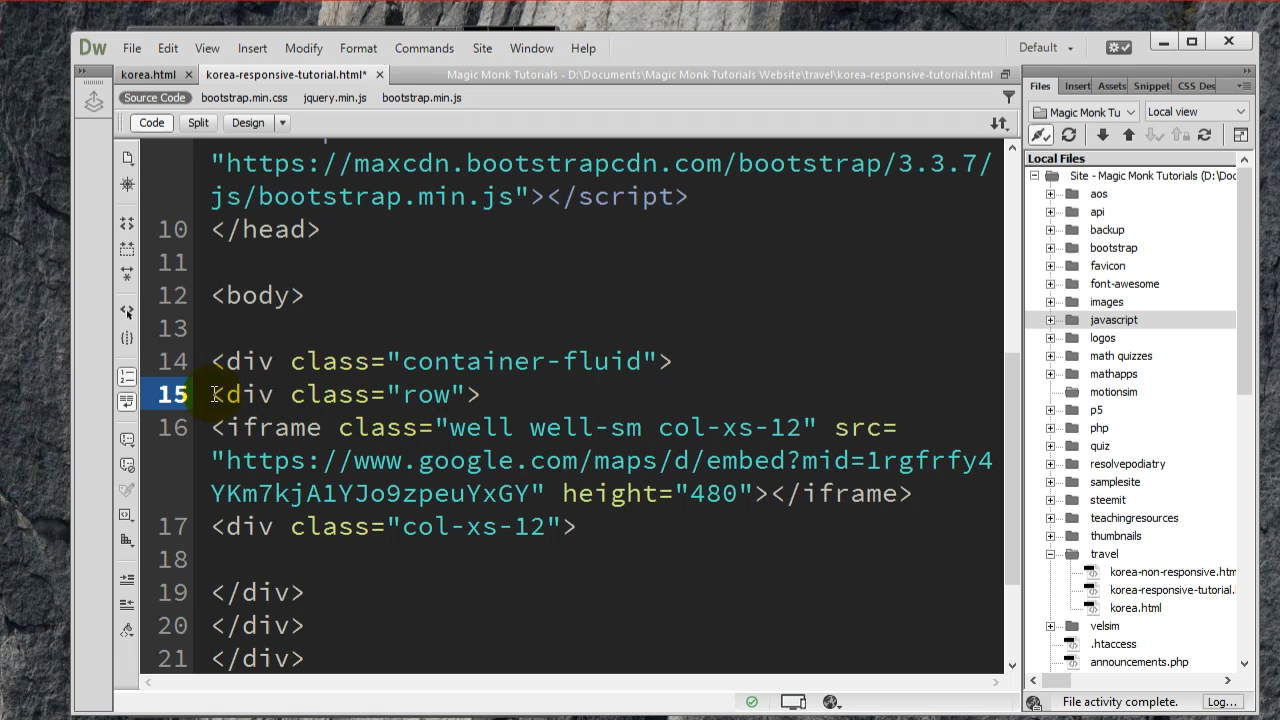 Dw File Edit View Insert Modify Format Commands Site Window Help Default
korea.html korea-responsive-tutorial.html* Magic Monk Tutorials - D:\Documents\Magic Monk Tutorials Website\travel\korea-responsive-tutorial.html
Source Code bootstrap.min.css jquery.min.js bootstrap.min.js
Code Split Design
"https://maxcdn.bootstrapcdn.com/bootstrap/3.3.7/
js/bootstrap.min.js"></script>
10 </head>
11
12 <body>
13
14 <div class="container-fluid">
15 <div class="row">
16 <iframe class="well well-sm col-xs-12" src=
"https://www.google.com/maps/d/embed?mid=1rgfrfy4
YKm7kjA1YJo9zpeuYxGY" height="480"></iframe>
17 <div class="col-xs-12">
18
19 </div>
20 </div>
21 </div>
Files Insert Assets Snippet CSS Des
Magic Monk Tu Local view
Local Files
Site - Magic Monk Tutorials (D:\Doc
aos
api
backup
bootstrap
favicon
font-awesome
images
javascript
logos
math quizzes
mathapps
motionsim
p5
php
quiz
resolvepodiatry
samplesite
steemit
teachingresources
thumbnails
travel
korea-non-responsive.htm
korea-responsive-tutorial.
korea.html
velsim
.htaccess
announcements.php
File activity complete. Log...